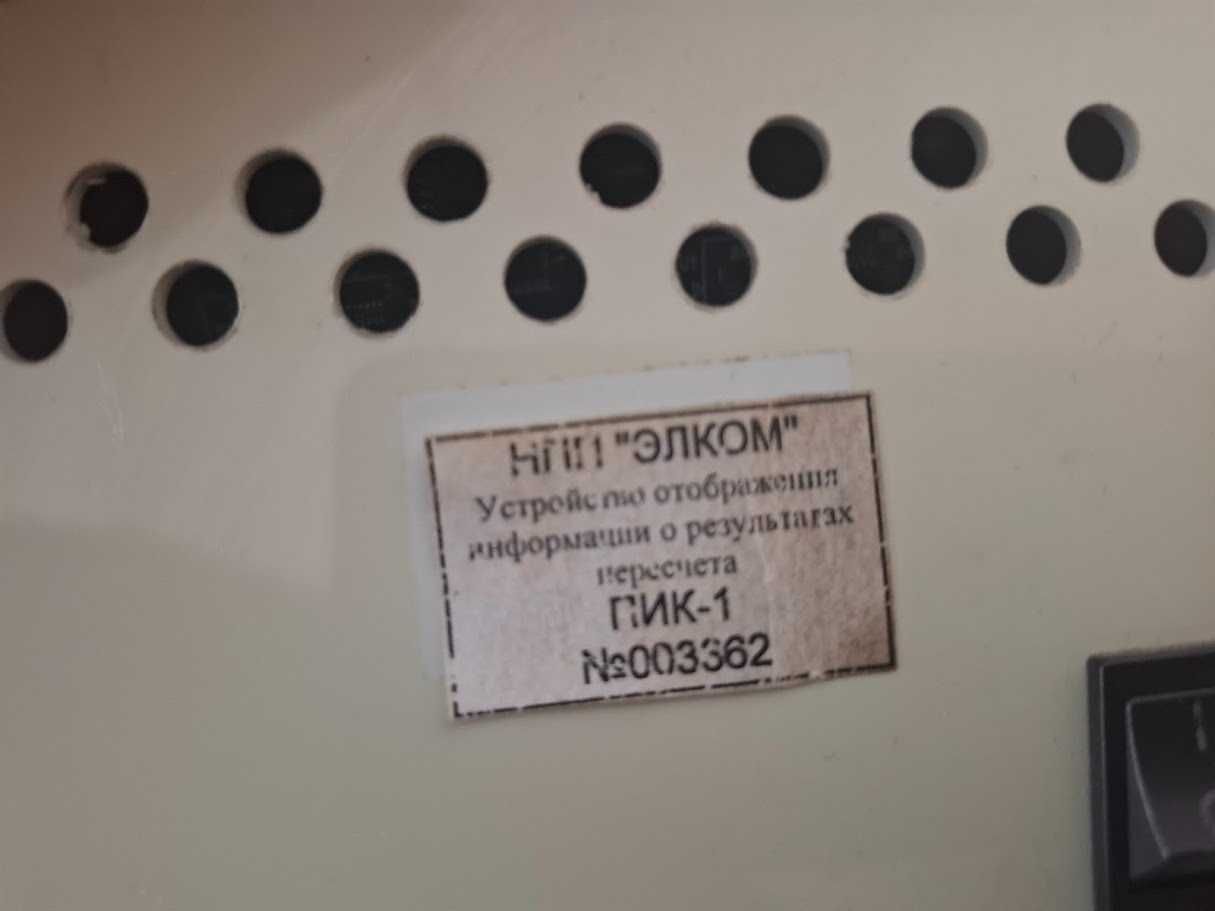 НПП "ЭЛКОМ"
Устройство отображения
информации о результатах
пересчета
ПИК-1
№003362